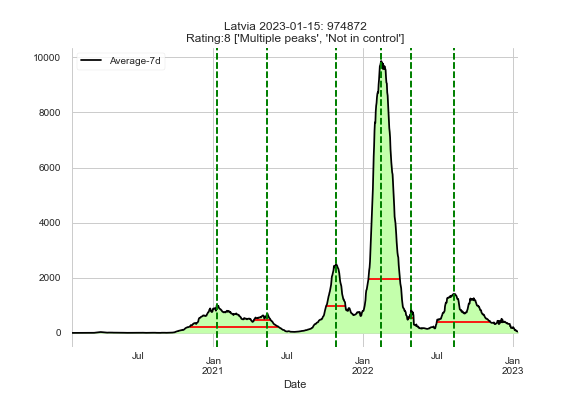 Latvia 2023-01-15: 974872
Rating:8 ['Multiple peaks', 'Not in control']
Average-7d
10000
8000
6000
4000
2000
0
Jul
Jan
2021
Jul
Jan
2022
Jul
Jan
2023
Date